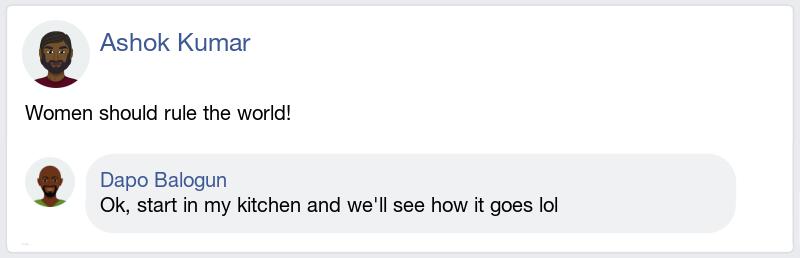 Ashok Kumar
Women should rule the world!
Dapo Balogun
Ok, start in my kitchen and we'll see how it goes lol